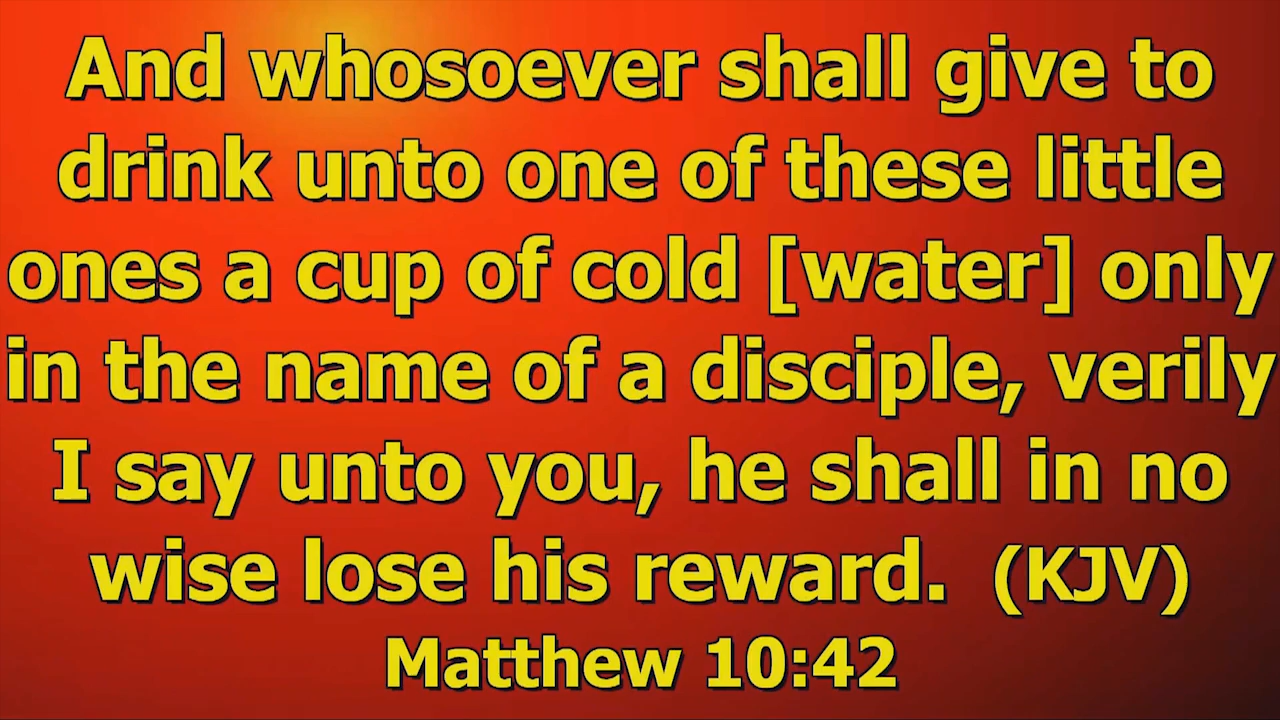 And whosoever shall give to
drink unto one of these little
ones a cup of cold [water] only
in the name of a disciple, verily
I say unto you, he shall in no
wise lose his reward. (KJV)
Matthew 10:42